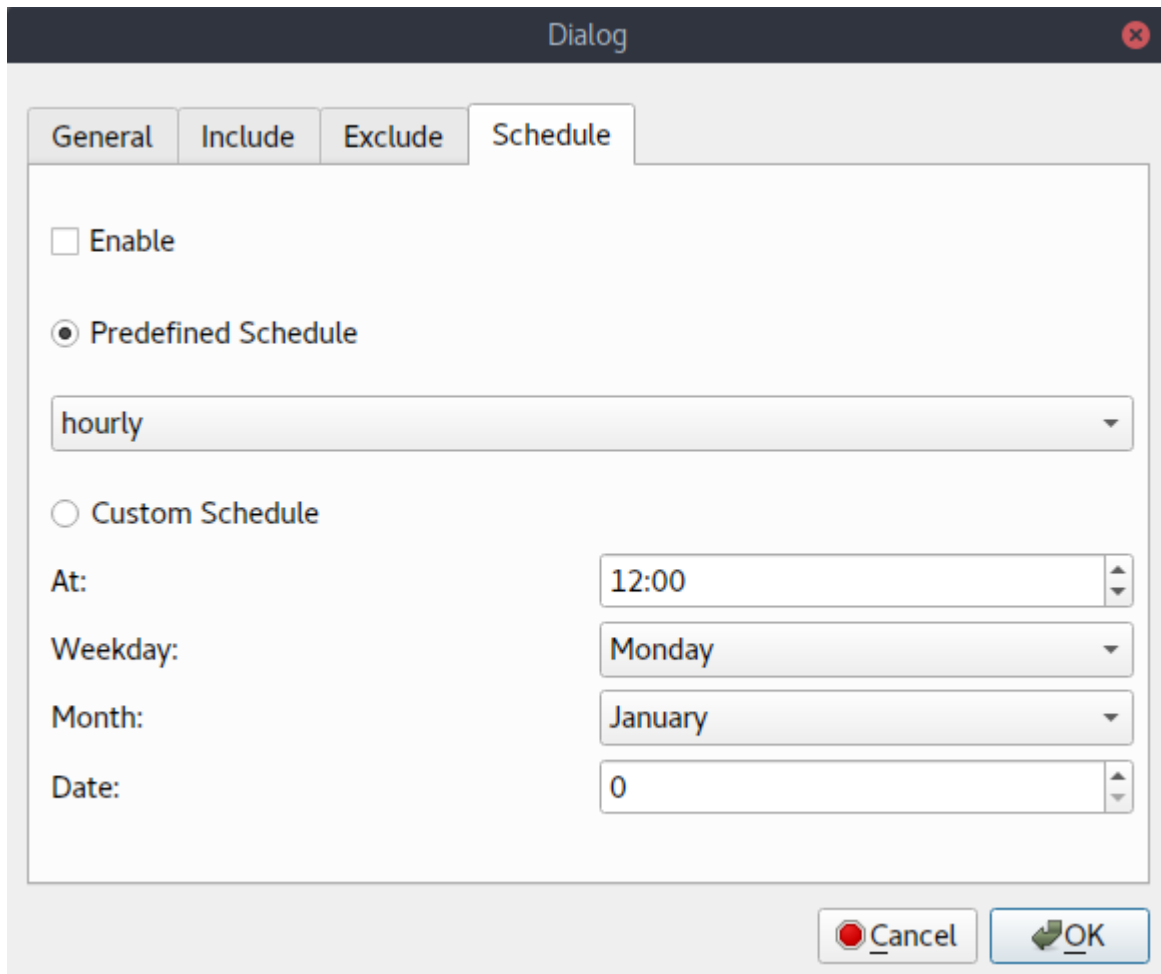 Dialog
General Include Exclude Schedule
Enable
Predefined Schedule
hourly
Custom Schedule
At: 12:00
Weekday: Monday
Month: January
Date: 0
Cancel OK